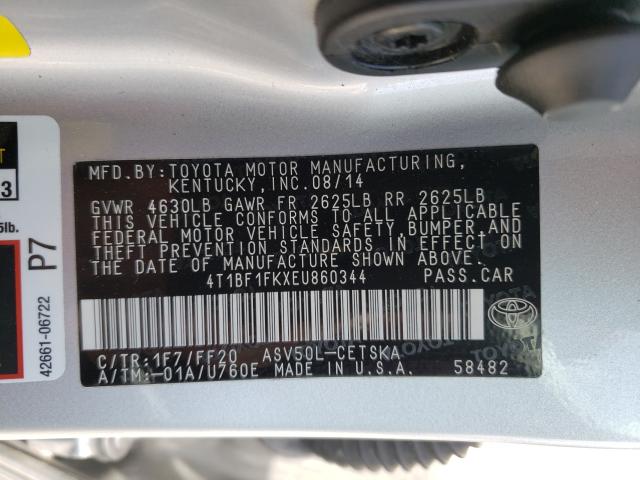 MFD.BY:TOYOTA MOTOR MANUFACTURING,
KENTUCKY, INC.08/14
GVWR 4630LB GAWR FR 2625LB RR 2625LB
THIS VEHICLE CONFORMS TO ALL APPLICABLE
FEDERAL MOTOR VEHICLE SAFETY,BUMPER,AND
THEFT PREVENTION STANDARDS IN EFFECT ON
THE DATE OF MANUFACTURE SHOWN ABOVE.
4T1BF1FKXEU860344 PASS.CAR
C/TR:1F7/FF20 ASV50L-CETSKA
A/TM:-01A/U760E MADE IN U.S.A. 58482
TOYOTA
3
5lb.
P7
42661-06722